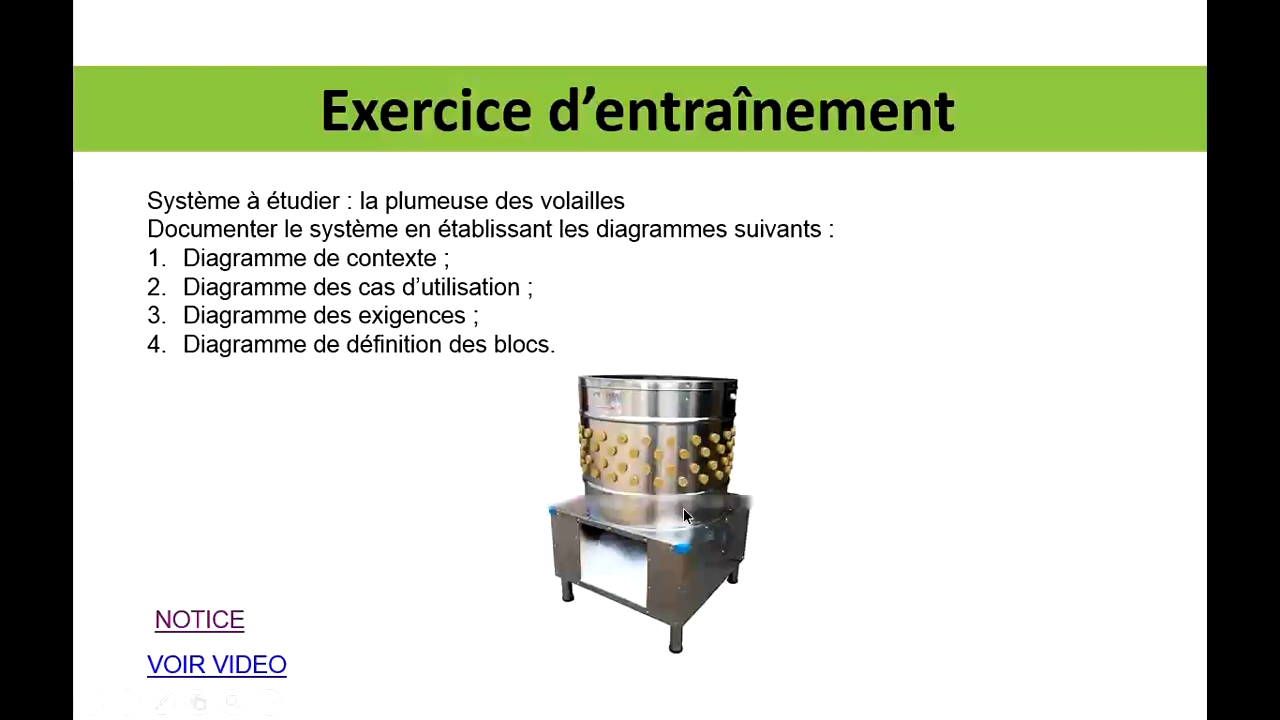 Exercice d’entraînement
Système à étudier : la plumeuse des volailles
Documenter le système en établissant les diagrammes suivants :
1. Diagramme de contexte ;
2. Diagramme des cas d’utilisation ;
3. Diagramme des exigences ;
4. Diagramme de définition des blocs.
NOTICE
VOIR VIDEO